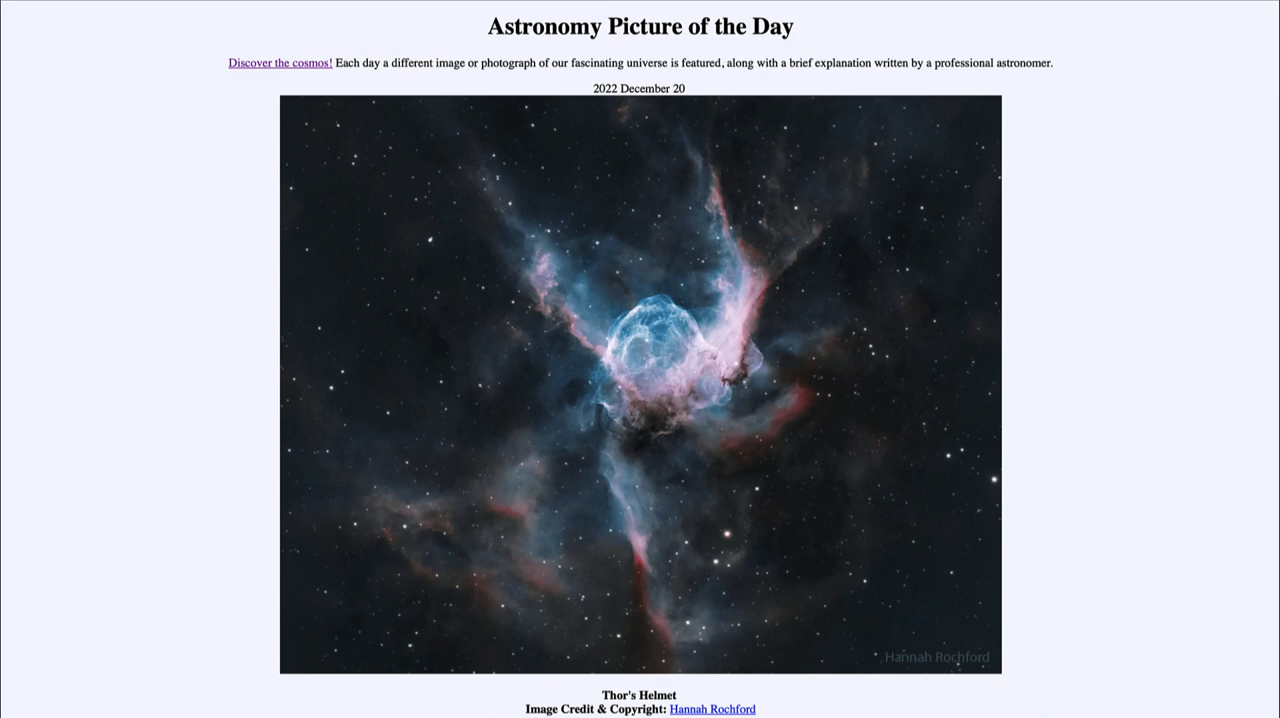 Astronomy Picture of the Day
Discover the cosmos! Each day a different image or photograph of our fascinating universe is featured, along with a brief explanation written by a professional astronomer.
2022 December 20
Hannah Rochford
Thor's Helmet
Image Credit & Copyright: Hannah Rochford